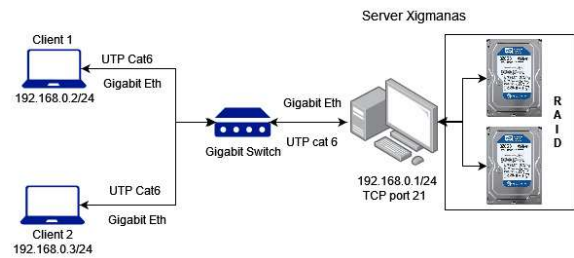 Server Xigmanas
Client 1
UTP Cat6
Gigabit Eth
192.168.0.2/24
Gigabit Switch
Gigabit Eth
UTP cat 6
192.168.0.1/24
TCP port 21
RAID
UTP Cat6
Gigabit Eth
Client 2
192.168.0.3/24